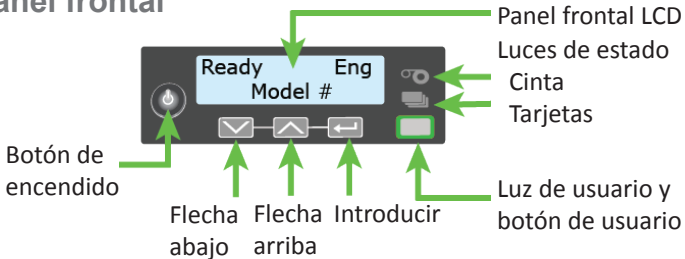 Panel frontal
Panel frontal LCD
Luces de estado
Cinta
Tarjetas
Ready Eng
Model #
Botón de
encendido
Flecha
abajo
Flecha
arriba
Introducir
Luz de usuario y
botón de usuario